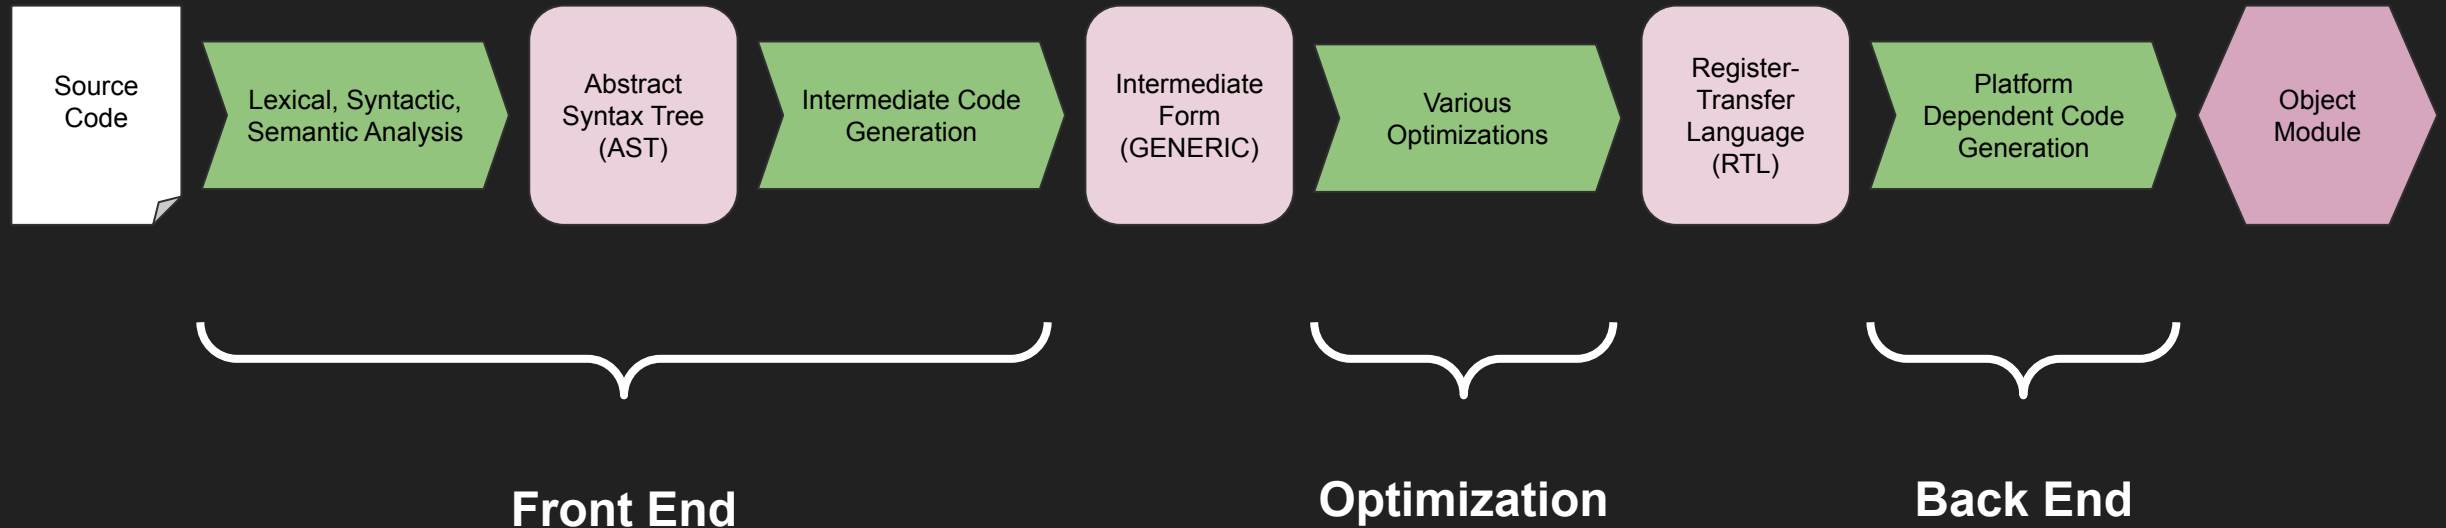 Source
Code
Lexical, Syntactic,
Semantic Analysis
Abstract
Syntax Tree
(AST)
Intermediate Code
Generation
Intermediate
Form
(GENERIC)
Various
Optimizations
Register-
Transfer
Language
(RTL)
Platform
Dependent Code
Generation
Object
Module
Front End
Optimization
Back End